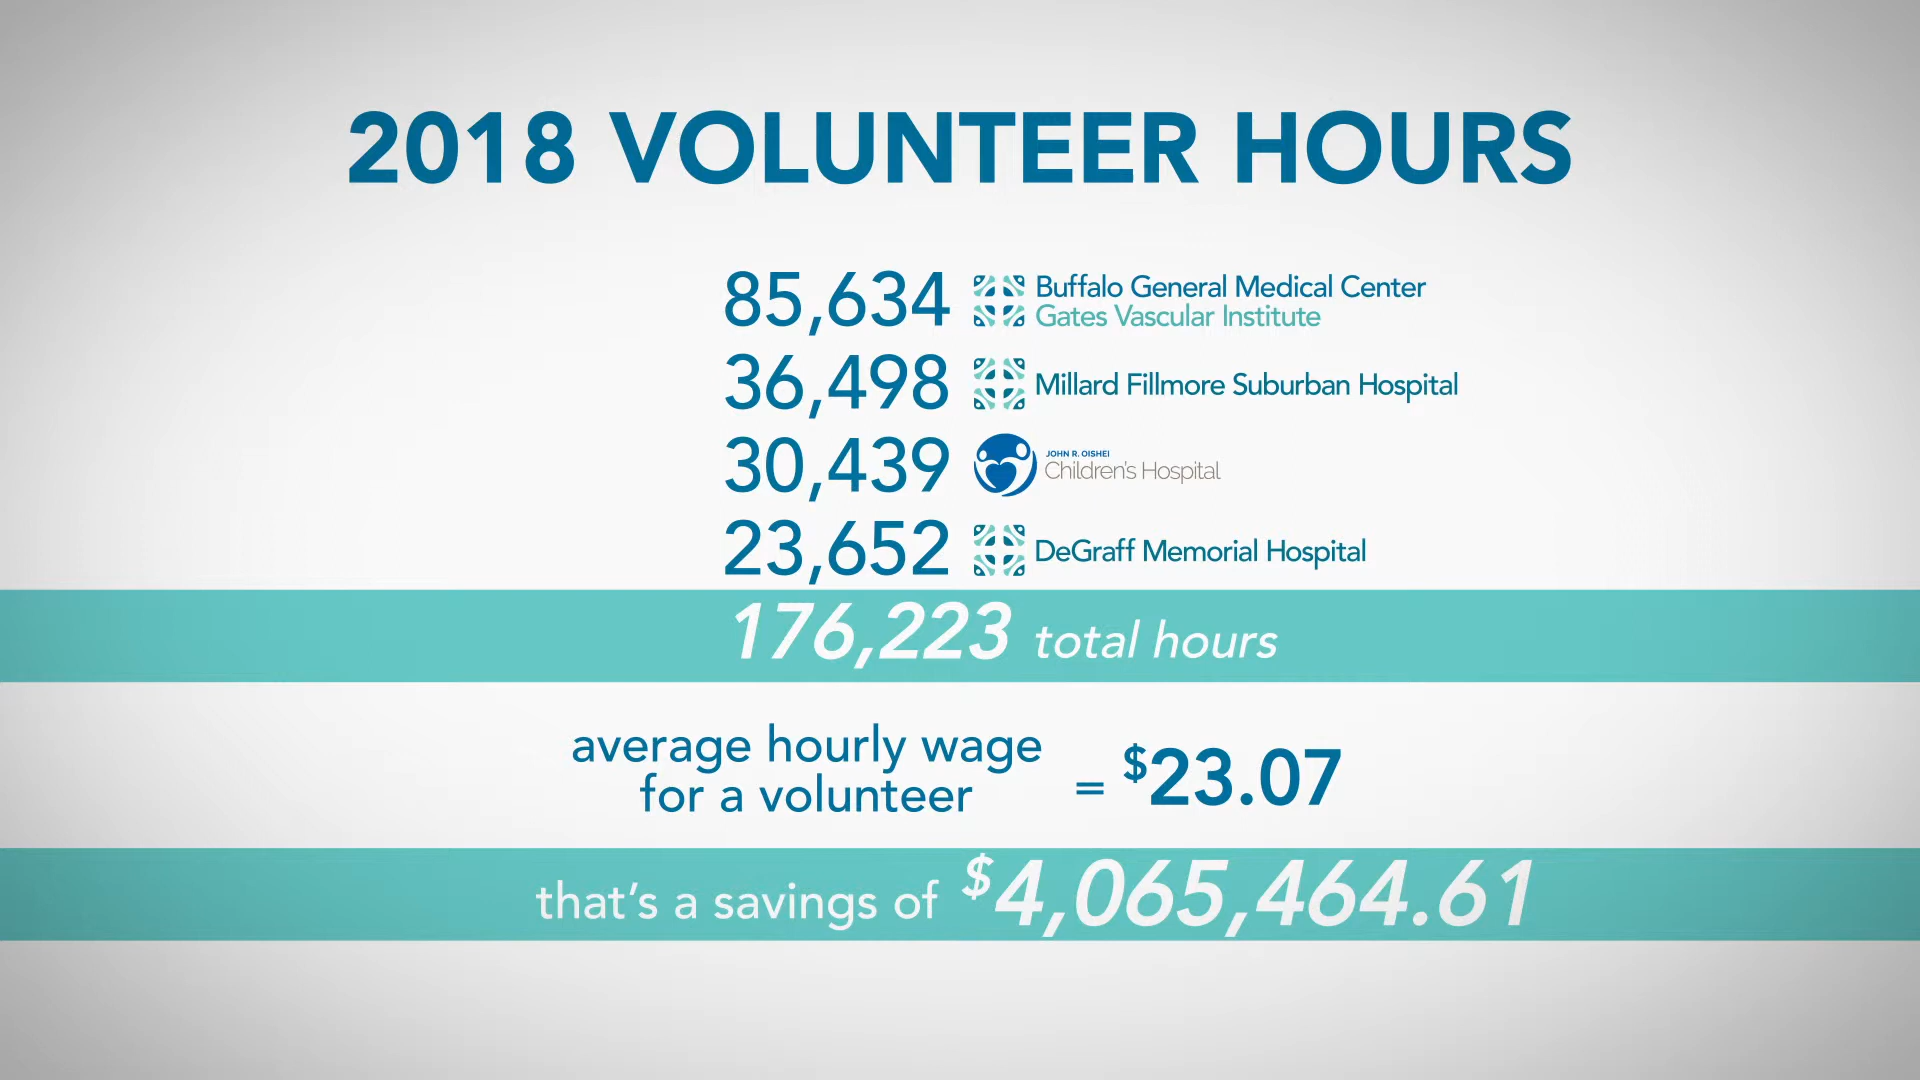 2018 VOLUNTEER HOURS
85,634 Buffalo General Medical Center
Gates Vascular Institute
36,498 Millard Fillmore Suburban Hospital
30,439 JOHN R. OISHEI
Children's Hospital
23,652 DeGraff Memorial Hospital
176,223 total hours
average hourly wage
for a volunteer = $23.07
that's a savings of $4,065,464.61